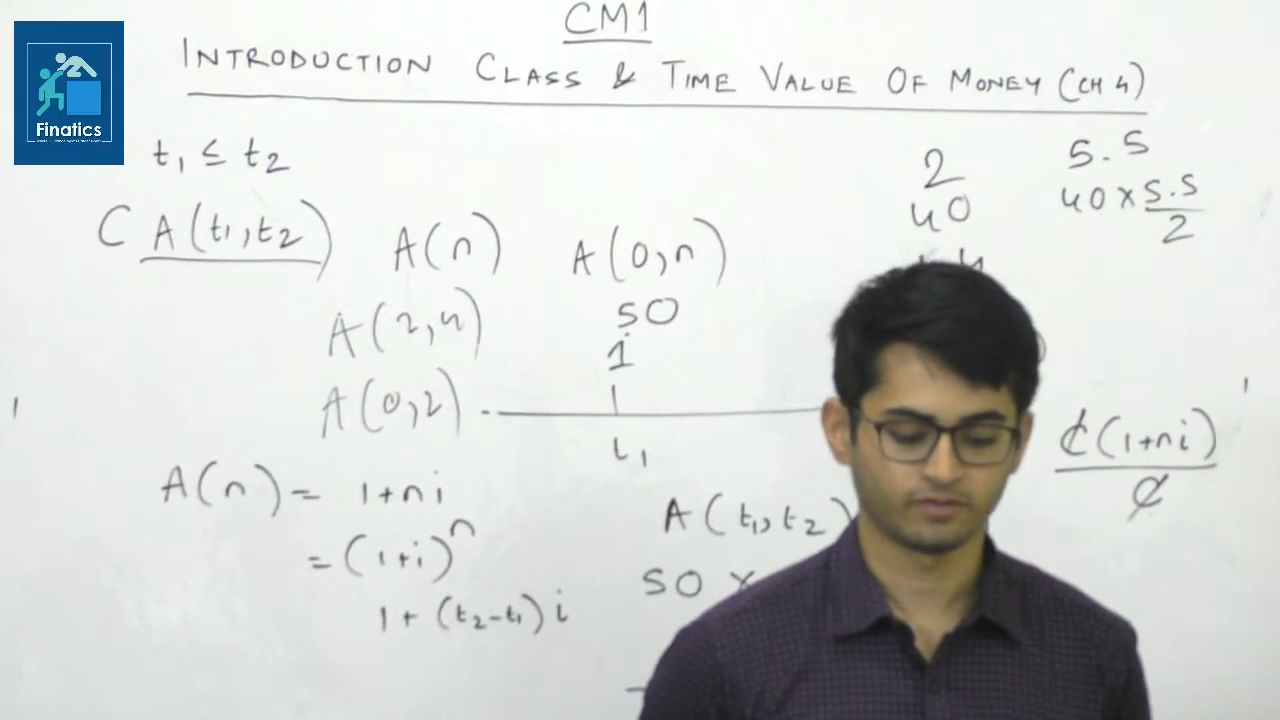 CM1
INTRODUCTION CLASS & TIME VALUE OF MONEY (CH 4)
Finatics
t₁ ≤ t₂
C A(t₁,t₂) A(n) A(0,n)
A(2,4)
A(0,2)
50
1
t₁
2
40
5.5
40 × 5.5/2
A(n) = 1+ni
= (1+i)ⁿ
1 + (t₂-t₁) i
A(t₁,t₂)
50 ×
C(1+ni)
C